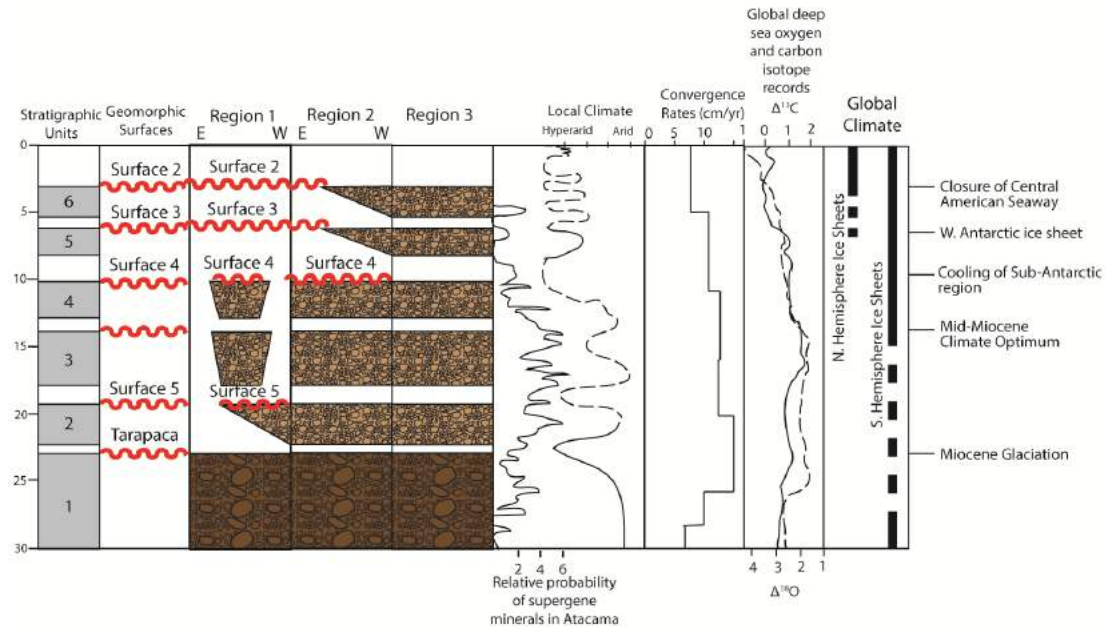 Global deep
sea oxygen
and carbon
isotope
records
Δ¹³C
Stratigraphic
Units
Geomorphic
Surfaces
Region 1
E W
Region 2
E W
Region 3
Local Climate
Hyperarid Arid
Convergence
Rates (cm/yr)
0 5 10 1
0 1 2
Global
Climate
0
5
10
15
20
25
30
6
5
4
3
2
1
Surface 2
Surface 3
Surface 4
Surface 5
Tarapaca
Surface 2
Surface 3
Surface 4
Surface 5
Surface 4
N. Hemisphere Ice Sheets
S. Hemisphere Ice Sheets
Closure of Central
American Seaway
W. Antarctic ice sheet
Cooling of Sub-Antarctic
region
Mid-Miocene
Climate Optimum
Miocene Glaciation
2 4 6
Relative probability
of supergene
minerals in Atacama
4 3 2 1
Δ¹⁸O